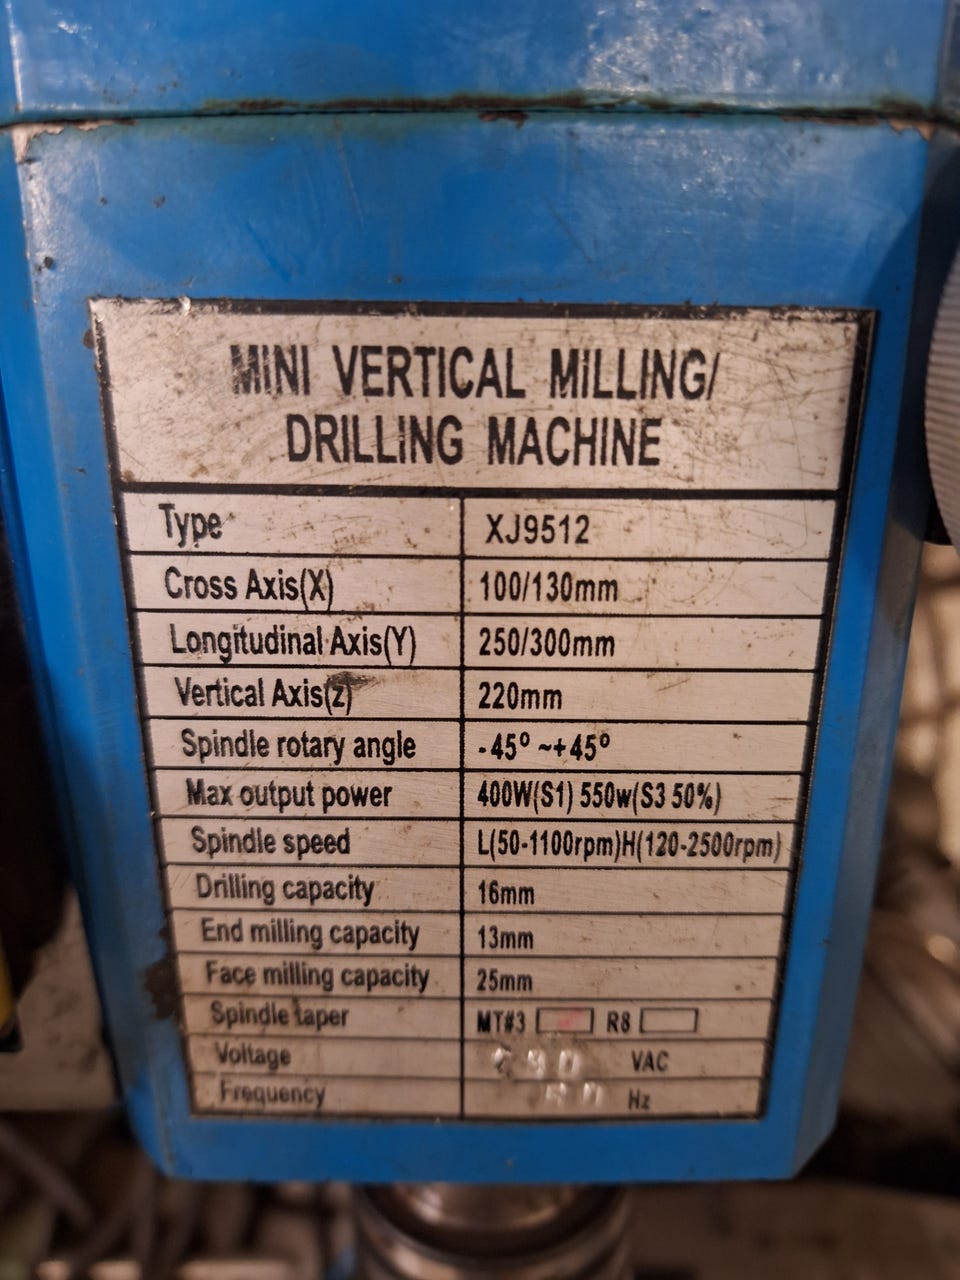 MINI VERTICAL MILLING/
DRILLING MACHINE
Type XJ9512
Cross Axis(X) 100/130mm
Longitudinal Axis(Y) 250/300mm
Vertical Axis(z) 220mm
Spindle rotary angle -45° ~+45°
Max output power 400W(S1) 550w(S3 50%)
Spindle speed L(50-1100rpm)H(120-2500rpm)
Drilling capacity 16mm
End milling capacity 13mm
Face milling capacity 25mm
Spindle taper MT#3 R8
Voltage VAC
Frequency Hz